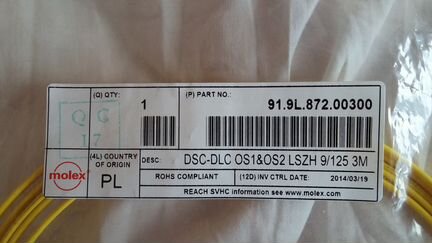 (Q) QTY:
1
(P) PART NO.:
91.9L.872.00300
QC
17
molex
(4L) COUNTRY
OF ORIGIN
PL
DESC:
DSC-DLC OS1&OS2 LSZH 9/125 3M
ROHS COMPLIANT
(12D) INV CTRL DATE:
2014/03/19
REACH SVHC information see www.molex.com